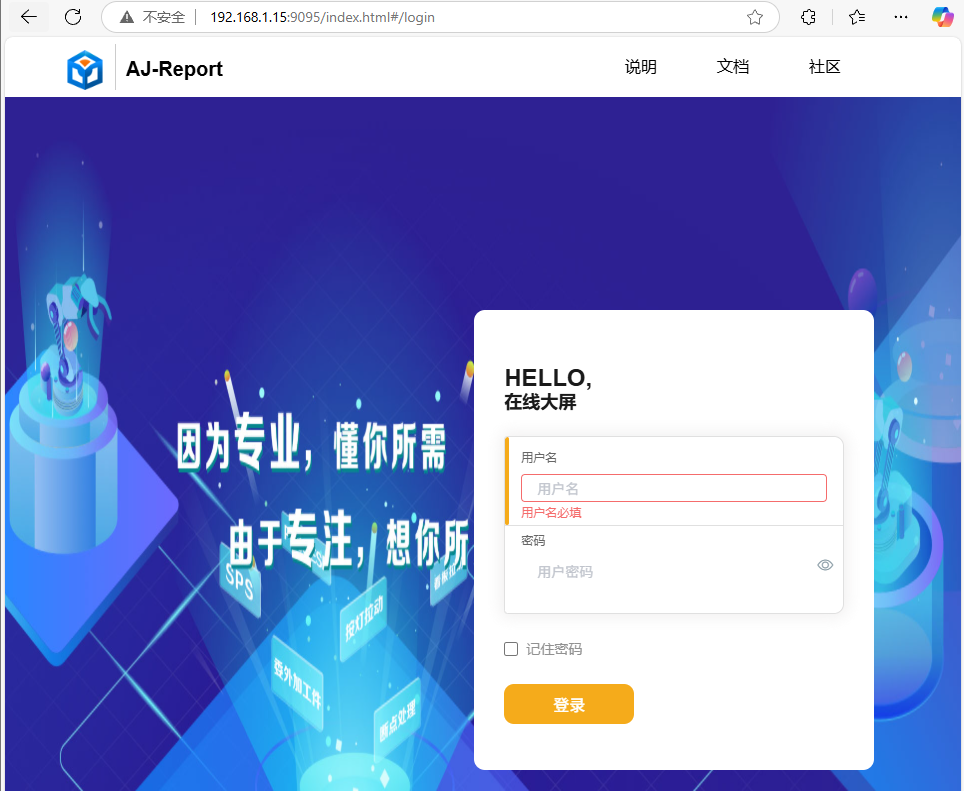 不安全
192.168.1.15:9095/index.html#/login
AJ-Report
说明
文档
社区
因为专业，懂你所需
由于专注，想你所
SPS
按灯拉动
委外加工件
断点处理
HELLO,
在线大屏
用户名
用户名
用户名必填
密码
用户密码
记住密码
登录